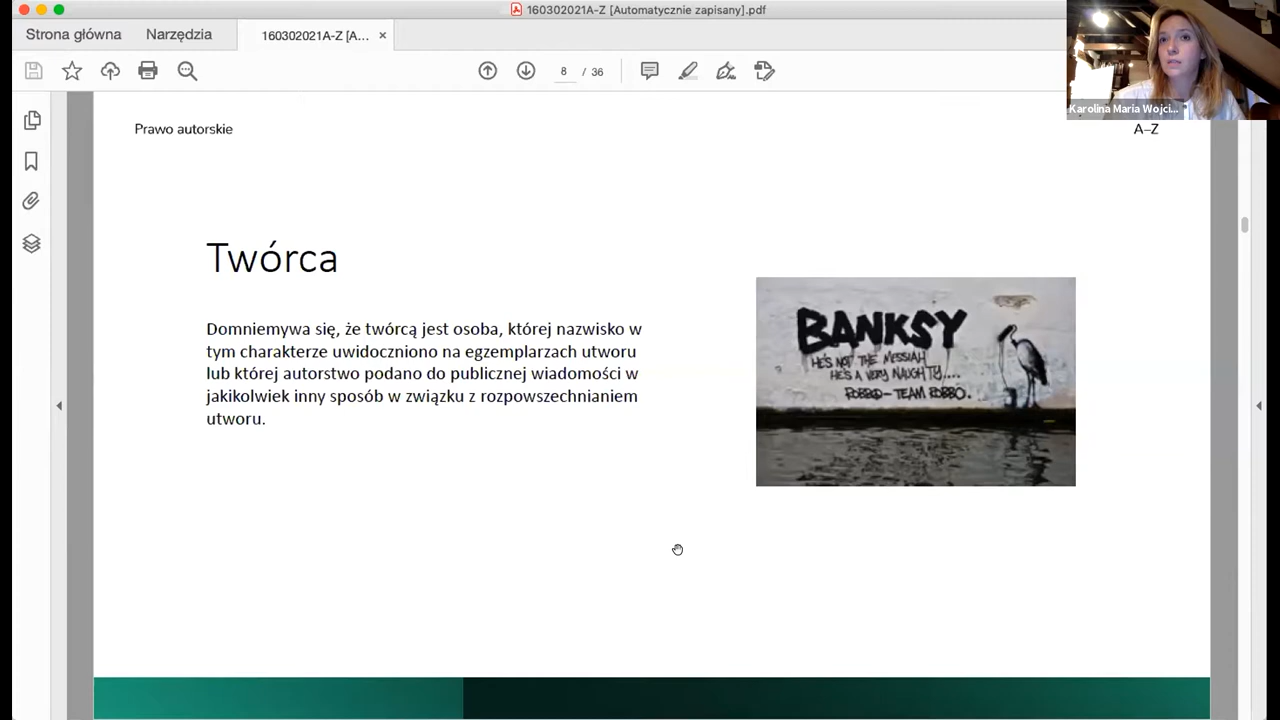 160302021A-Z [Automatycznie zapisany].pdf
Strona główna
Narzędzia
160302021A-Z [A...
8 / 36
Karolina Maria Wojci...
Prawo autorskie
A–Z
Twórca
Domniemywa się, że twórcą jest osoba, której nazwisko w
tym charakterze uwidoczniono na egzemplarzach utworu
lub której autorstwo podano do publicznej wiadomości w
jakikolwiek inny sposób w związku z rozpowszechnianiem
utworu.
BANKSY
HE'S NOT THE MESSIAH
HE'S A VERY NAUGHTY....
ROBBO – TEAM ROBBO.